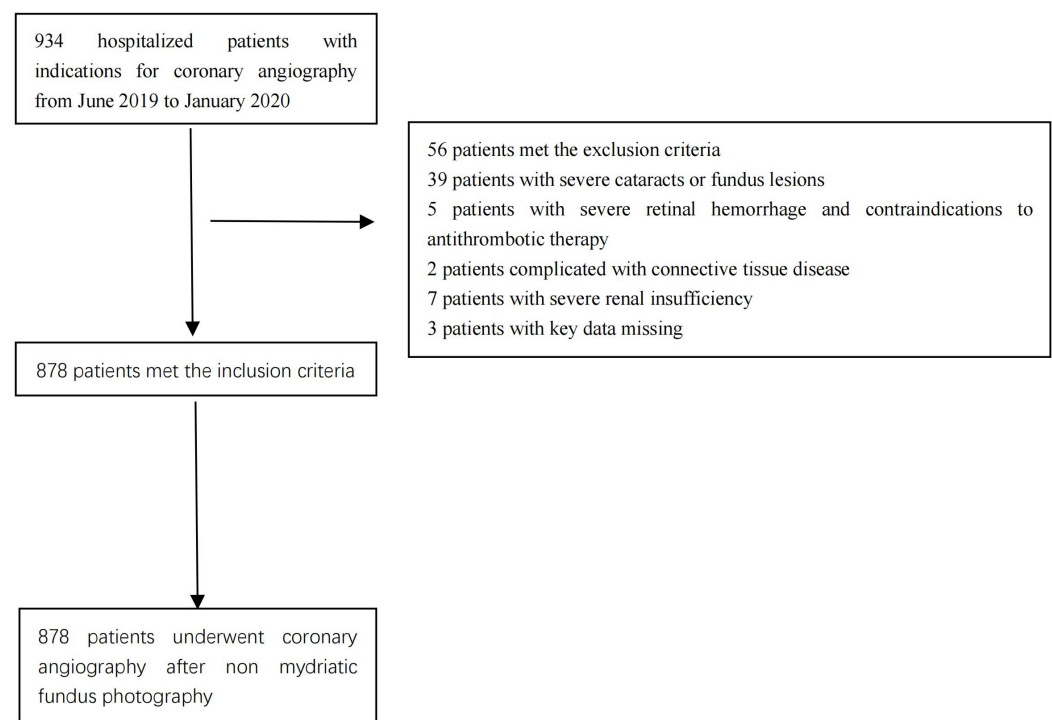 934 hospitalized patients with
indications for coronary angiography
from June 2019 to January 2020
56 patients met the exclusion criteria
39 patients with severe cataracts or fundus lesions
5 patients with severe retinal hemorrhage and contraindications to
antithrombotic therapy
2 patients complicated with connective tissue disease
7 patients with severe renal insufficiency
3 patients with key data missing
878 patients met the inclusion criteria
878 patients underwent coronary
angiography after non mydriatic
fundus photography